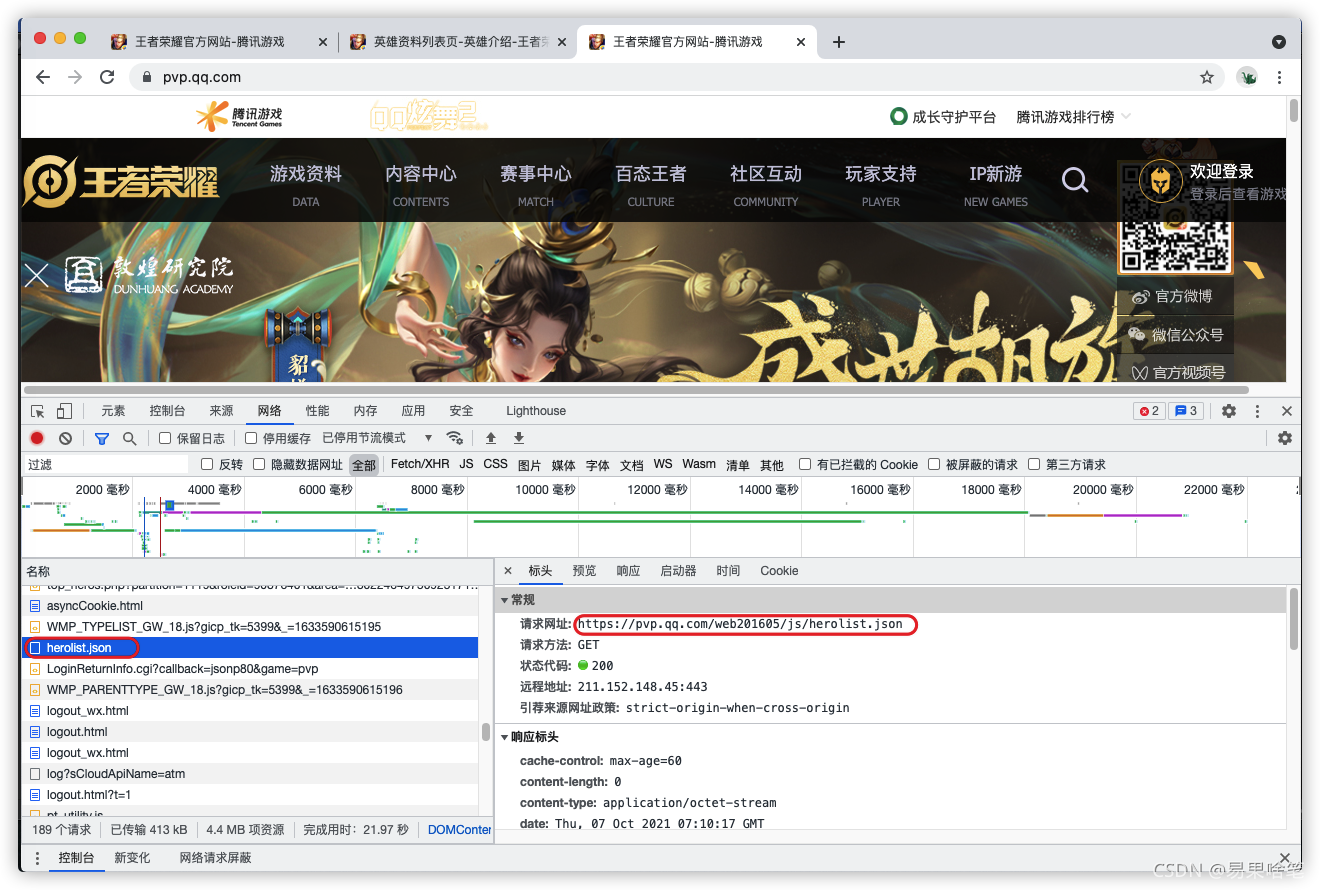 王者荣耀官方网站-腾讯游戏
英雄资料列表页-英雄介绍-王者荣
王者荣耀官方网站-腾讯游戏
pvp.qq.com
腾讯游戏
Tencent Games
QQ炫舞2
成长守护平台
腾讯游戏排行榜
王者荣耀
游戏资料 内容中心 赛事中心 百态王者 社区互动 玩家支持 IP新游
DATA CONTENTS MATCH CULTURE COMMUNITY PLAYER NEW GAMES
欢迎登录
登录后查看游戏
敦煌研究院
DUNHUANG ACADEMY
貂
盛世胡旋
官方微博
微信公众号
官方视频号
元素 控制台 来源 网络 性能 内存 应用 安全 Lighthouse 2 3
保留日志 停用缓存 已停用节流模式
过滤 反转 隐藏数据网址 全部 Fetch/XHR JS CSS 图片 媒体 字体 文档 WS Wasm 清单 其他 有已拦截的 Cookie 被屏蔽的请求 第三方请求
2000 毫秒 4000 毫秒 6000 毫秒 8000 毫秒 10000 毫秒 12000 毫秒 14000 毫秒 16000 毫秒 18000 毫秒 20000 毫秒 22000 毫秒
名称
asyncCookie.html
WMP_TYPELIST_GW_18.js?gicp_tk=5399&_=1633590615195
herolist.json
LoginReturnInfo.cgi?callback=jsonp80&game=pvp
WMP_PARENTTYPE_GW_18.js?gicp_tk=5399&_=1633590615196
logout_wx.html
logout.html
logout_wx.html
log?sCloudApiName=atm
logout.html?t=1
pt_utility.js
189 个请求 已传输 413 kB 4.4 MB 项资源 完成用时：21.97 秒 DOMConten
标头 预览 响应 启动器 时间 Cookie
常规
请求网址: https://pvp.qq.com/web201605/js/herolist.json
请求方法: GET
状态代码: 200
远程地址: 211.152.148.45:443
引荐来源网址政策: strict-origin-when-cross-origin
响应标头
cache-control: max-age=60
content-length: 0
content-type: application/octet-stream
date: Thu, 07 Oct 2021 07:10:17 GMT
控制台 新变化 网络请求屏蔽
CSDN @易果啥笔